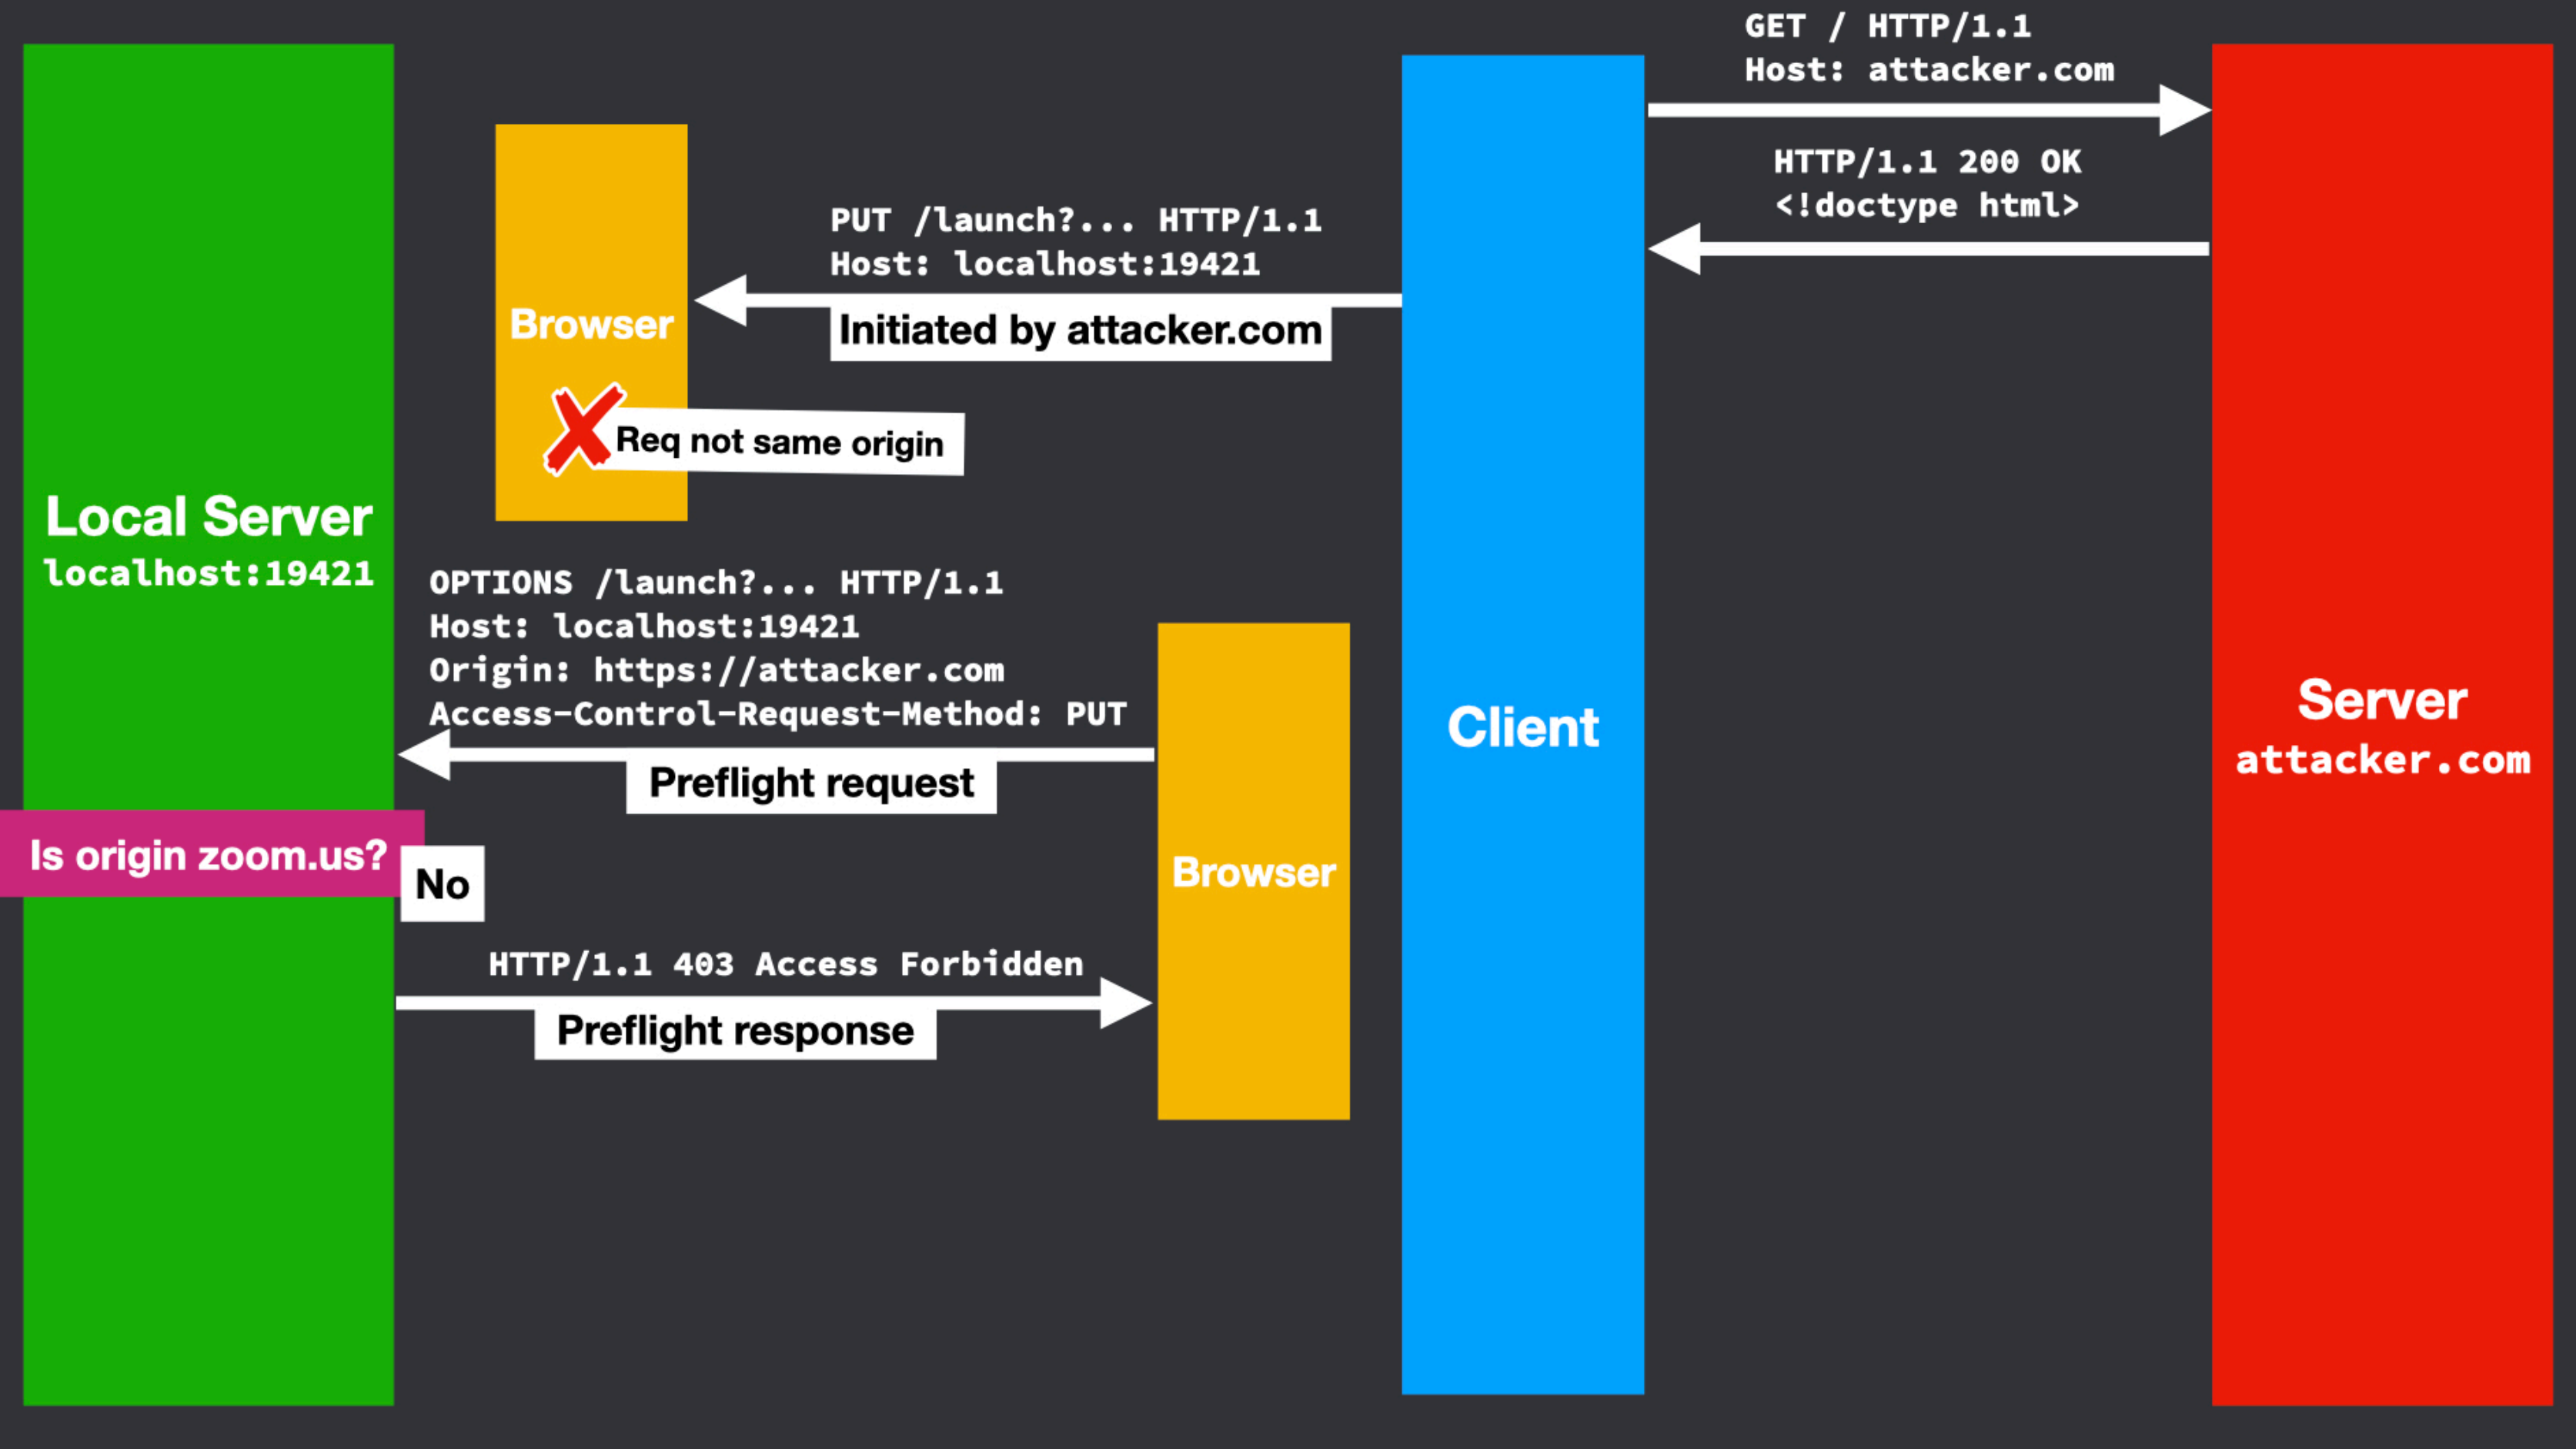 GET / HTTP/1.1
Host: attacker.com
HTTP/1.1 200 OK
<!doctype html>
PUT /launch?... HTTP/1.1
Host: localhost:19421
Initiated by attacker.com
Browser
Req not same origin
Local Server
localhost:19421
OPTIONS /launch?... HTTP/1.1
Host: localhost:19421
Origin: https://attacker.com
Access-Control-Request-Method: PUT
Preflight request
Client
Server
attacker.com
Is origin zoom.us?
No
Browser
HTTP/1.1 403 Access Forbidden
Preflight response